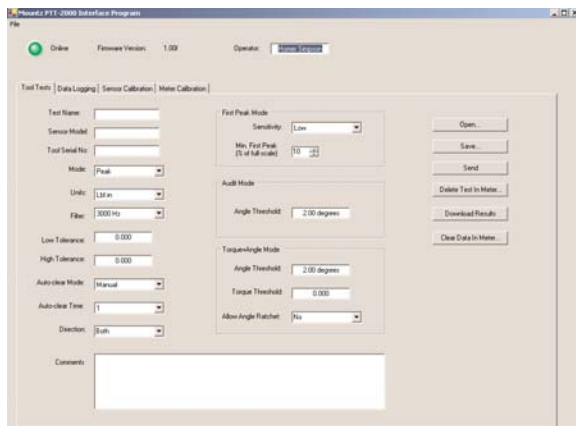 Mountz PTT-2000 Interface Program
File
Online Firmware Version: 1.00I Operator: Homer Simpson
Tool Tests Data Logging Sensor Calibration Meter Calibration
Test Name:
Sensor Model:
Tool Serial No:
Mode: Peak
Units: Lbf.in
Filter: 3000 Hz
Low Tolerance: 0.000
High Tolerance: 0.000
Auto-clear Mode: Manual
Auto-clear Time: 1
Direction: Both
Comments:
First Peak Mode
Sensitivity: Low
Min. First Peak
(% of full scale) 10
Audit Mode
Angle Threshold: 2.00 degrees
Torque+Angle Mode
Angle Threshold: 2.00 degrees
Torque Threshold: 0.000
Allow Angle Ratchet: No
Open...
Save...
Send
Delete Test In Meter...
Download Results
Clear Data In Meter...